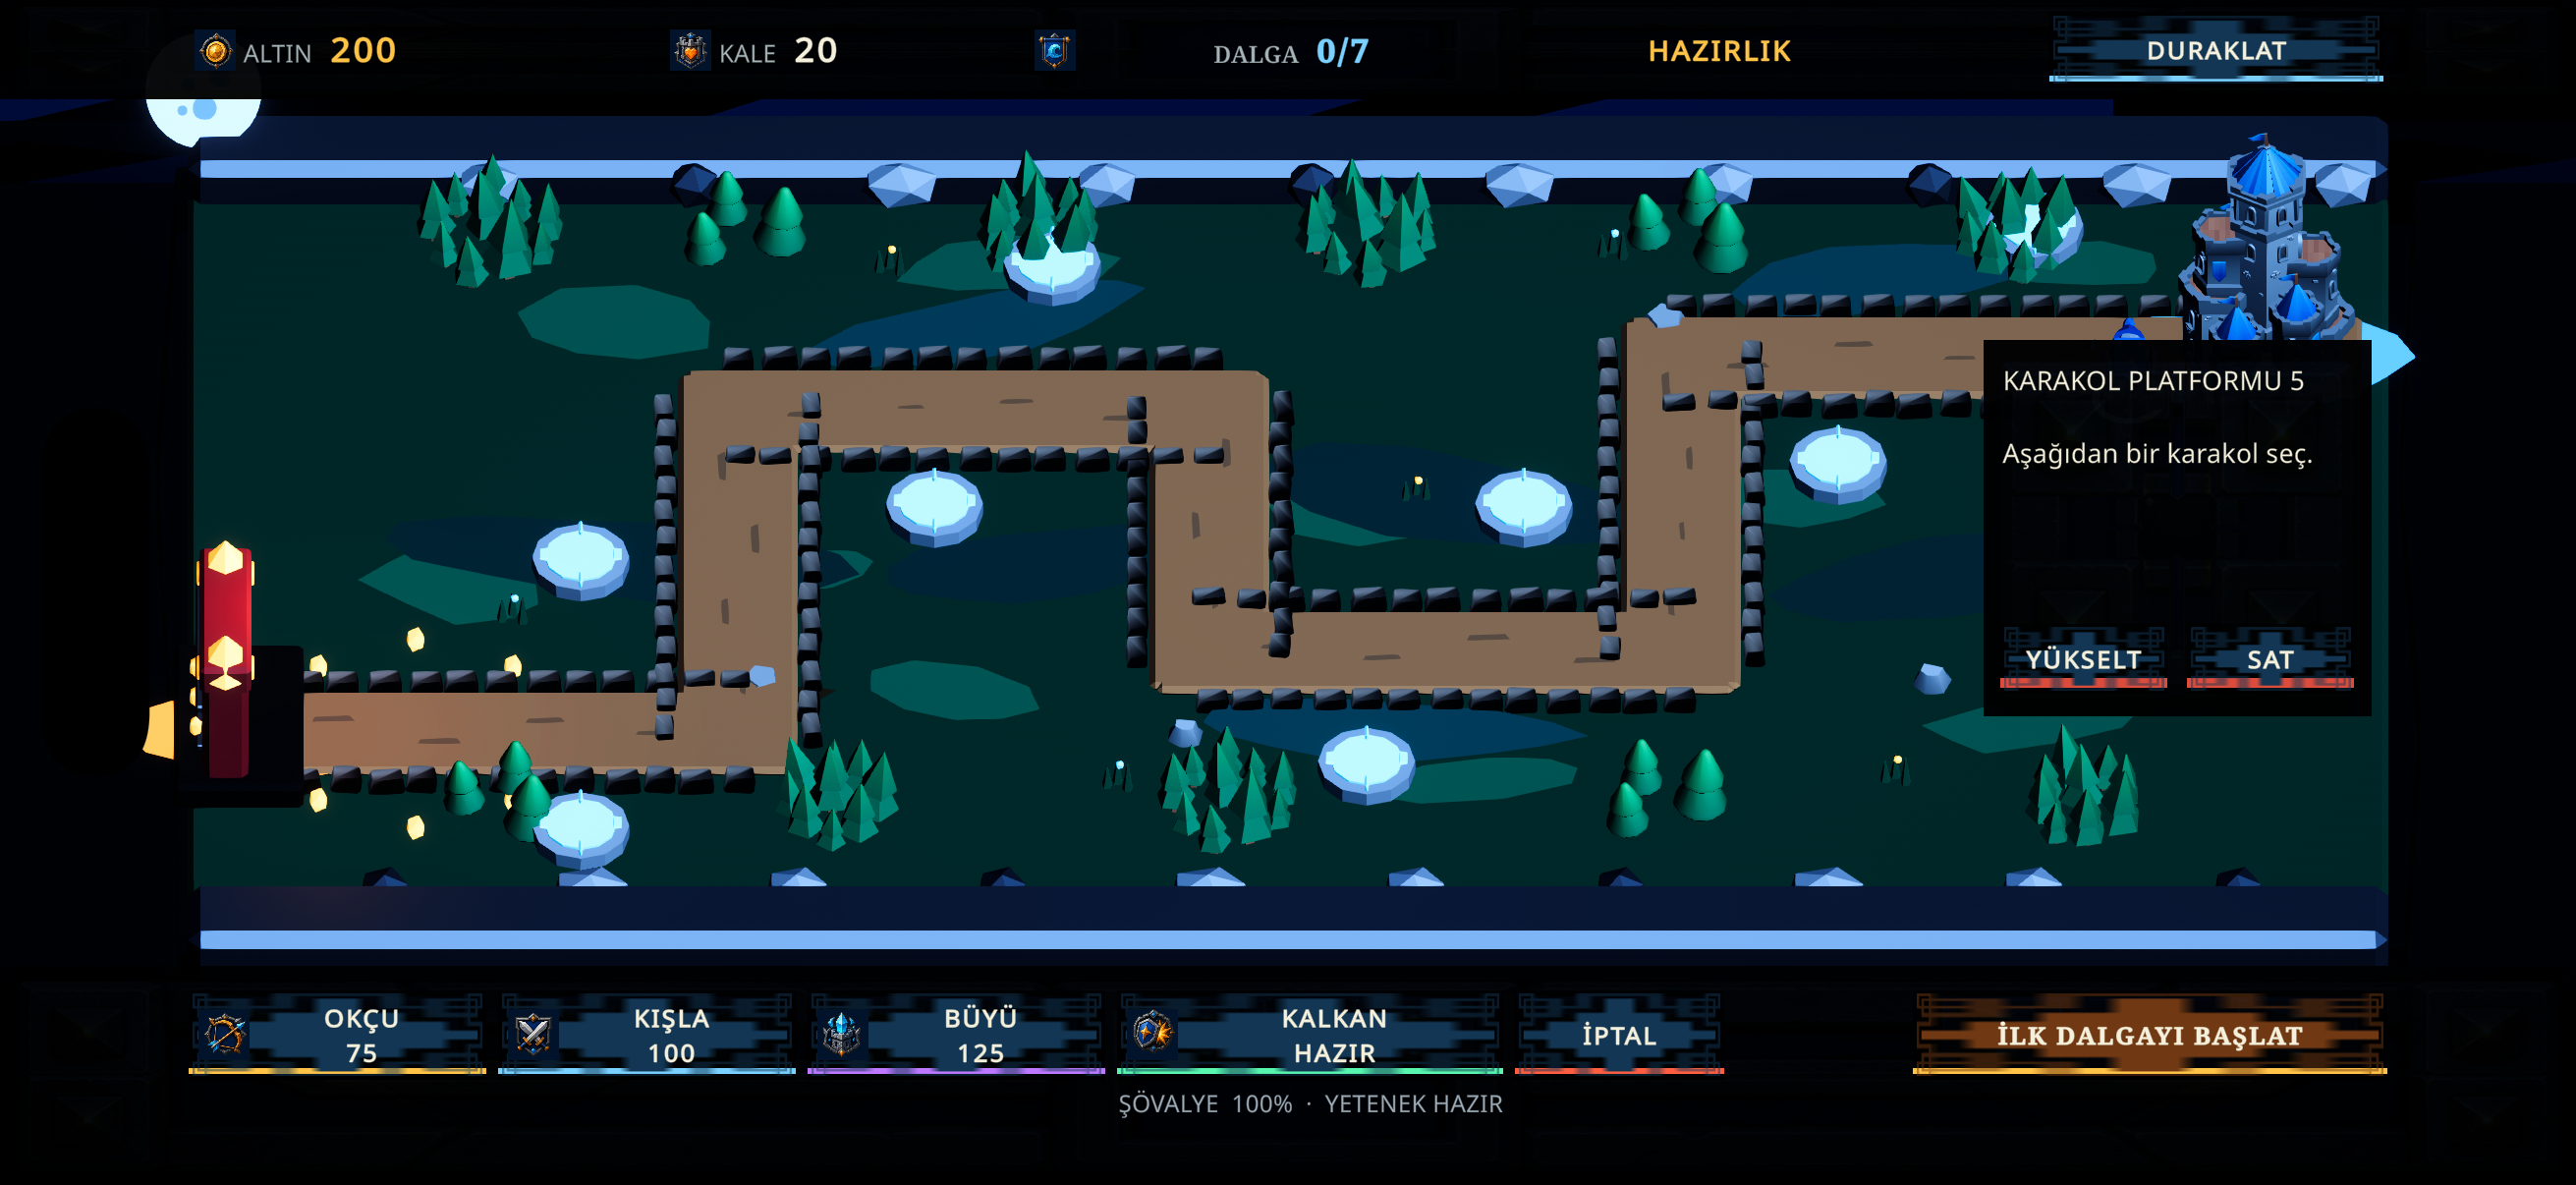 ALTIN 200
KALE 20
DALGA 0/7
HAZIRLIK
DURAKLAT
KARAKOL PLATFORMU 5
Aşağıdan bir karakol seç.
YÜKSELT
SAT
OKÇU
75
KIŞLA
100
BÜYÜ
125
KALKAN
HAZIR
İPTAL
İLK DALGAYI BAŞLAT
ŞÖVALYE 100% · YETENEK HAZIR